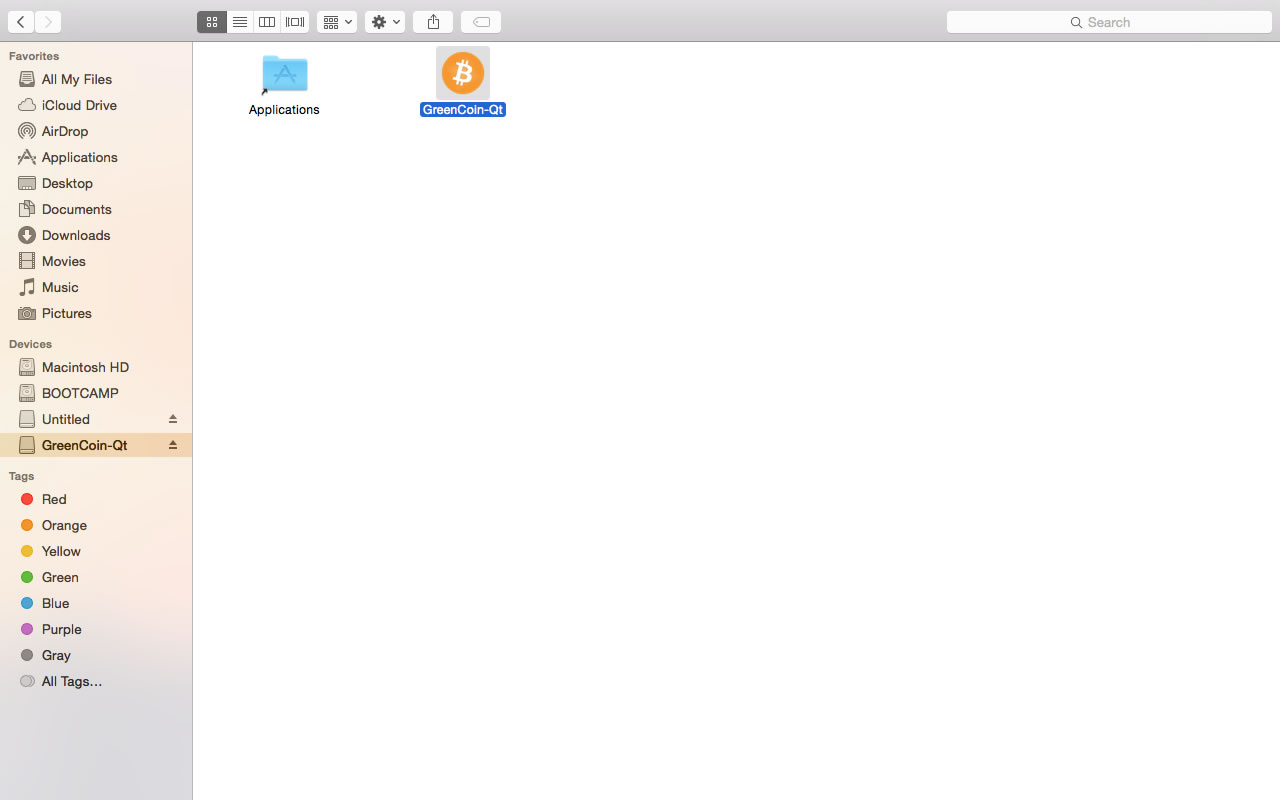 Search
Favorites
All My Files
iCloud Drive
AirDrop
Applications
Desktop
Documents
Downloads
Movies
Music
Pictures
Devices
Macintosh HD
BOOTCAMP
Untitled
GreenCoin-Qt
Tags
Red
Orange
Yellow
Green
Blue
Purple
Gray
All Tags...
Applications
GreenCoin-Qt